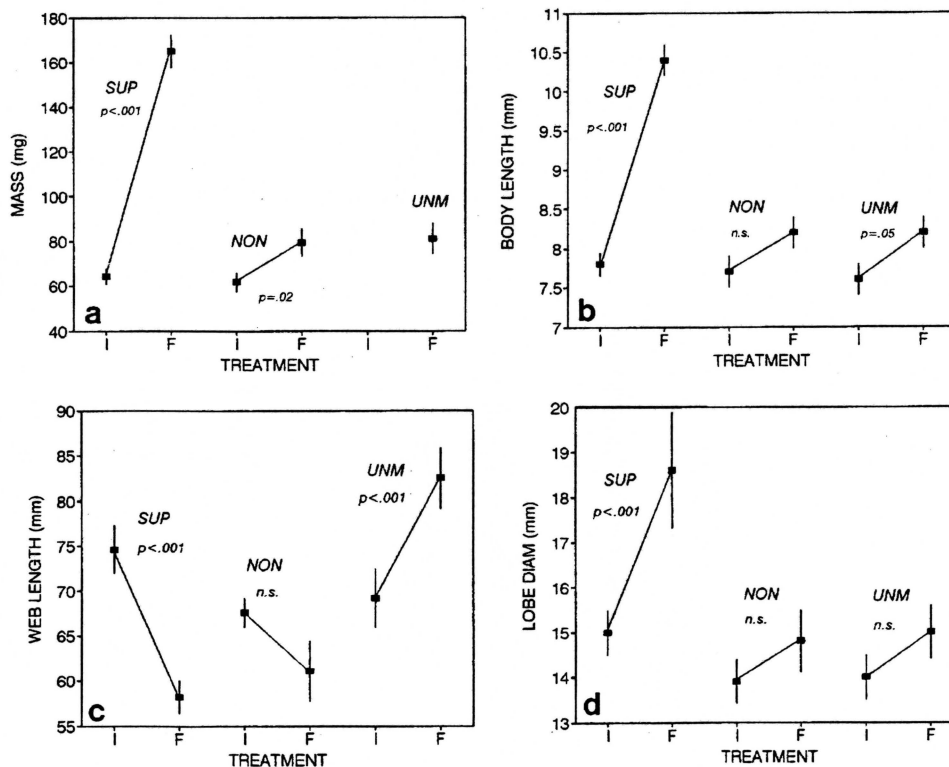 180
160
140
120
100
80
60
40
MASS (mg)
SUP
p<.001
NON
p=.02
UNM
a
I F I F I F
TREATMENT
11
10.5
10
9.5
9
8.5
8
7.5
7
BODY LENGTH (mm)
SUP
p<.001
NON
n.s.
UNM
p=.05
b
I F I F I F
TREATMENT
90
85
80
75
70
65
60
55
WEB LENGTH (mm)
SUP
p<.001
NON
n.s.
UNM
p<.001
c
I F I F I F
TREATMENT
20
19
18
17
16
15
14
13
LOBE DIAM (mm)
SUP
p<.001
NON
n.s.
UNM
n.s.
d
I F I F I F
TREATMENT